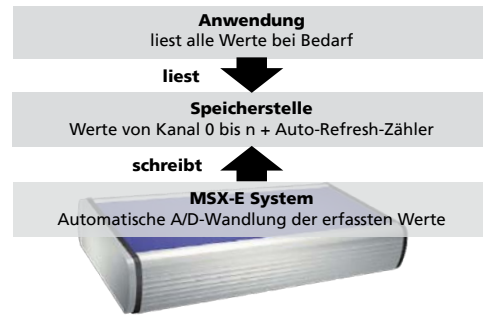 Anwendung
liest alle Werte bei Bedarf
liest
Speicherstelle
Werte von Kanal 0 bis n + Auto-Refresh-Zähler
schreibt
MSX-E System
Automatische A/D-Wandlung der erfassten Werte